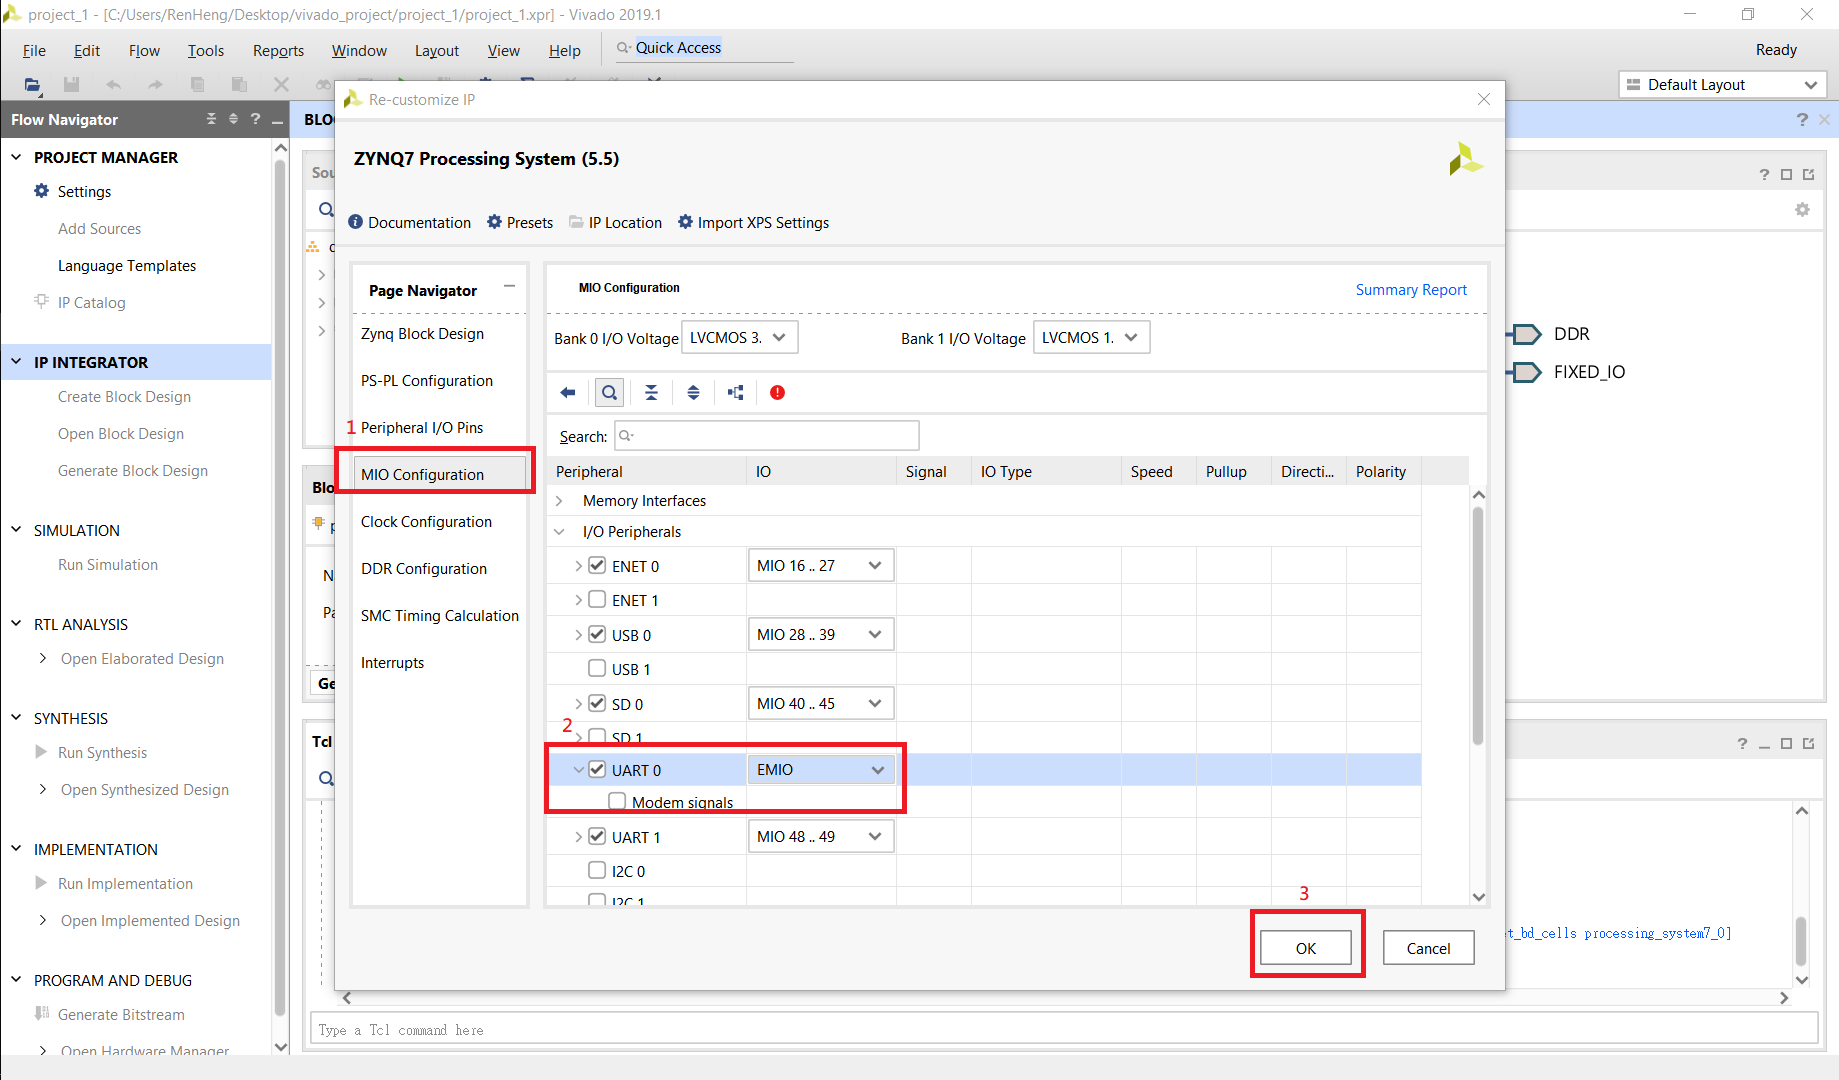 project_1 - [C:/Users/RenHeng/Desktop/vivado_project/project_1/project_1.xpr] - Vivado 2019.1
File Edit Flow Tools Reports Window Layout View Help Quick Access Ready
Default Layout
Flow Navigator ? _
PROJECT MANAGER
Settings
Add Sources
Language Templates
IP Catalog
IP INTEGRATOR
Create Block Design
Open Block Design
Generate Block Design
SIMULATION
Run Simulation
RTL ANALYSIS
Open Elaborated Design
SYNTHESIS
Run Synthesis
Open Synthesized Design
IMPLEMENTATION
Run Implementation
Open Implemented Design
PROGRAM AND DEBUG
Generate Bitstream
Open Hardware Manager
Re-customize IP
ZYNQ7 Processing System (5.5)
Documentation Presets IP Location Import XPS Settings
Page Navigator
Zynq Block Design
PS-PL Configuration
1 Peripheral I/O Pins
MIO Configuration
Clock Configuration
DDR Configuration
SMC Timing Calculation
Interrupts
MIO Configuration
Summary Report
Bank 0 I/O Voltage LVCMOS 3. Bank 1 I/O Voltage LVCMOS 1.
Search:
Peripheral IO Signal IO Type Speed Pullup Directi... Polarity
Memory Interfaces
I/O Peripherals
ENET 0 MIO 16 .. 27
ENET 1
USB 0 MIO 28 .. 39
USB 1
SD 0 MIO 40 .. 45
2
SD 1
UART 0 EMIO
Modem signals
UART 1 MIO 48 .. 49
I2C 0
I2C 1
3
OK Cancel
DDR
FIXED_IO
t_bd_cells processing_system7_0]
Tcl
Type a Tcl command here